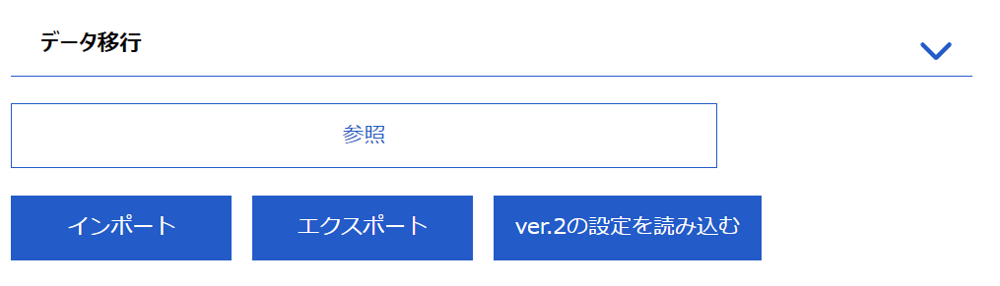 データ移行
参照
インポート
エクスポート
ver.2の設定を読み込む